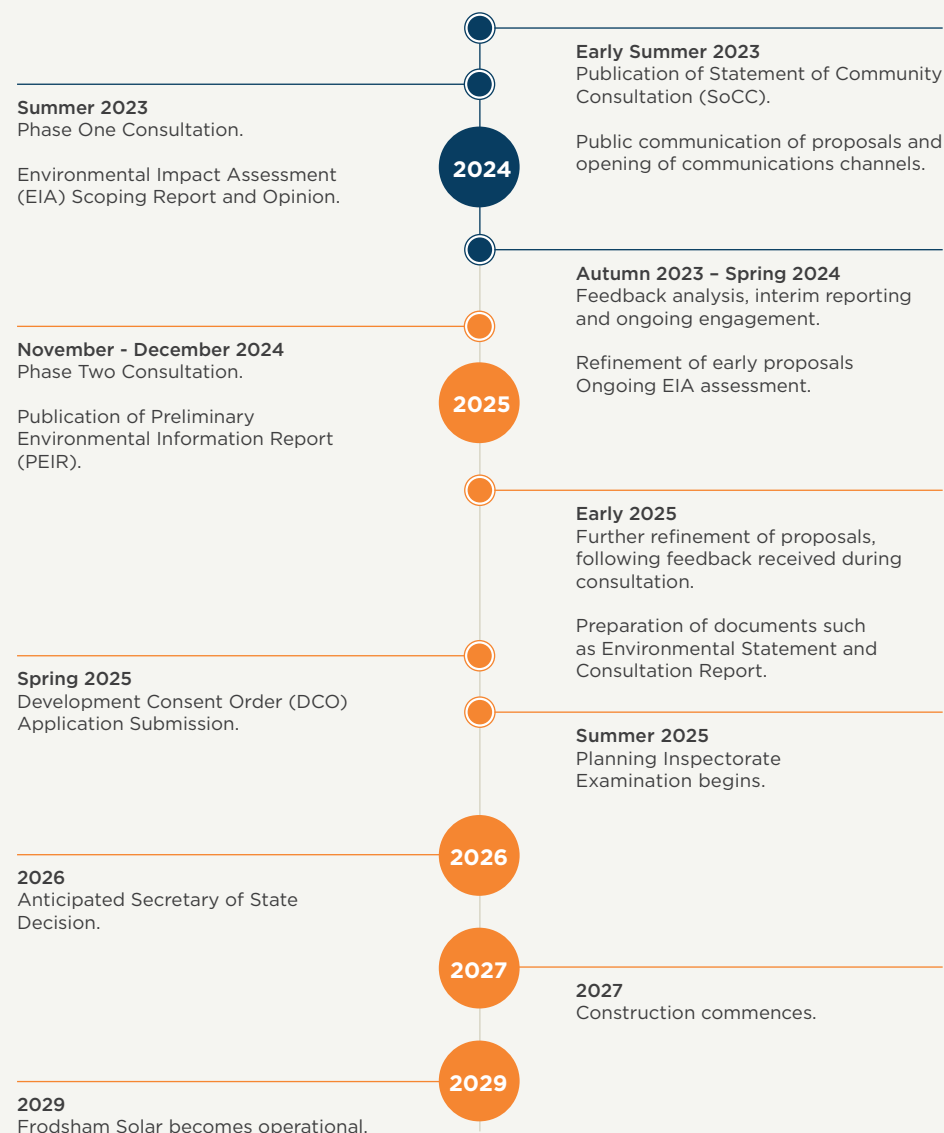 Early Summer 2023
Publication of Statement of Community
Consultation (SoCC).
Public communication of proposals and
opening of communications channels.
Summer 2023
Phase One Consultation.
Environmental Impact Assessment
(EIA) Scoping Report and Opinion.
2024
Autumn 2023 – Spring 2024
Feedback analysis, interim reporting
and ongoing engagement.
Refinement of early proposals
Ongoing EIA assessment.
November - December 2024
Phase Two Consultation.
Publication of Preliminary
Environmental Information Report
(PEIR).
2025
Early 2025
Further refinement of proposals,
following feedback received during
consultation.
Preparation of documents such
as Environmental Statement and
Consultation Report.
Spring 2025
Development Consent Order (DCO)
Application Submission.
Summer 2025
Planning Inspectorate
Examination begins.
2026
2026
Anticipated Secretary of State
Decision.
2027
2027
Construction commences.
2029
2029
Frodsham Solar becomes operational.